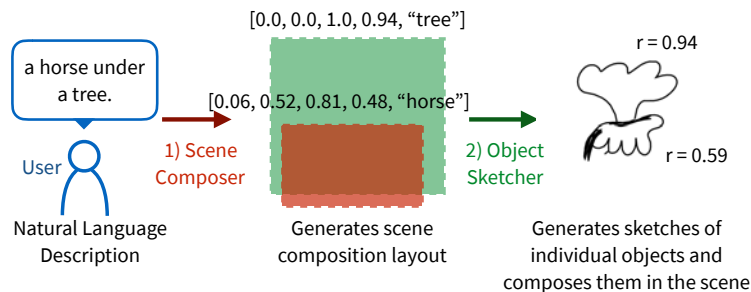 [0.0, 0.0, 1.0, 0.94, “tree”]
a horse under
a tree.
r = 0.94
[0.06, 0.52, 0.81, 0.48, “horse”]
User
1) Scene
Composer
2) Object
Sketcher
r = 0.59
Natural Language
Description
Generates scene
composition layout
Generates sketches of
individual objects and
composes them in the scene